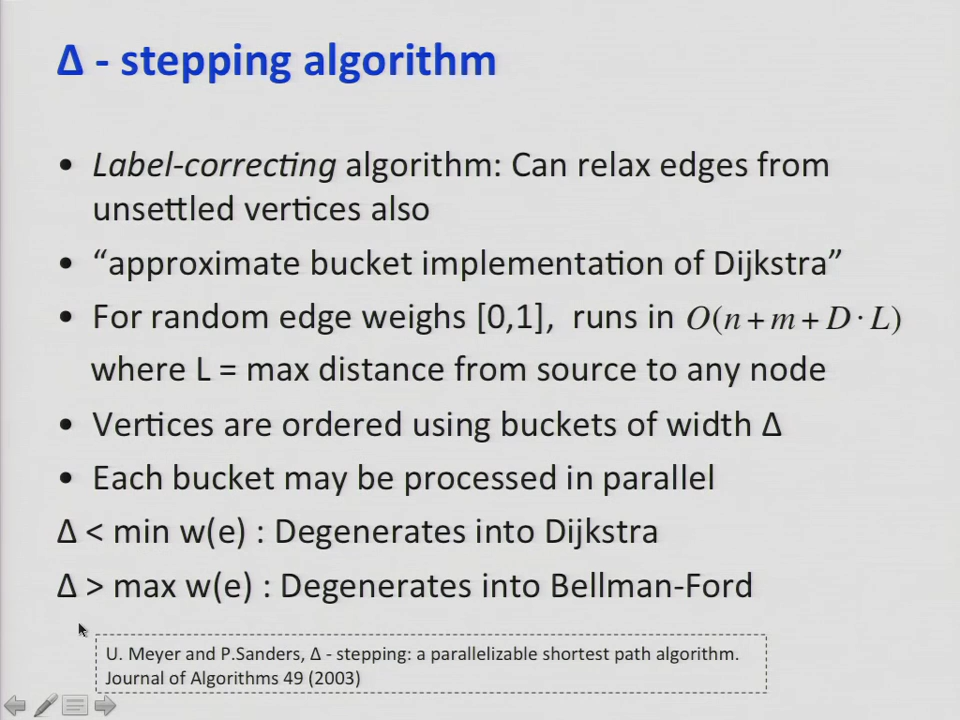 Δ - stepping algorithm
• Label-correcting algorithm: Can relax edges from
unsettled vertices also
• “approximate bucket implementation of Dijkstra”
• For random edge weighs [0,1], runs in O(n + m + D · L)
where L = max distance from source to any node
• Vertices are ordered using buckets of width Δ
• Each bucket may be processed in parallel
Δ < min w(e) : Degenerates into Dijkstra
Δ > max w(e) : Degenerates into Bellman-Ford
U. Meyer and P.Sanders, Δ - stepping: a parallelizable shortest path algorithm.
Journal of Algorithms 49 (2003)